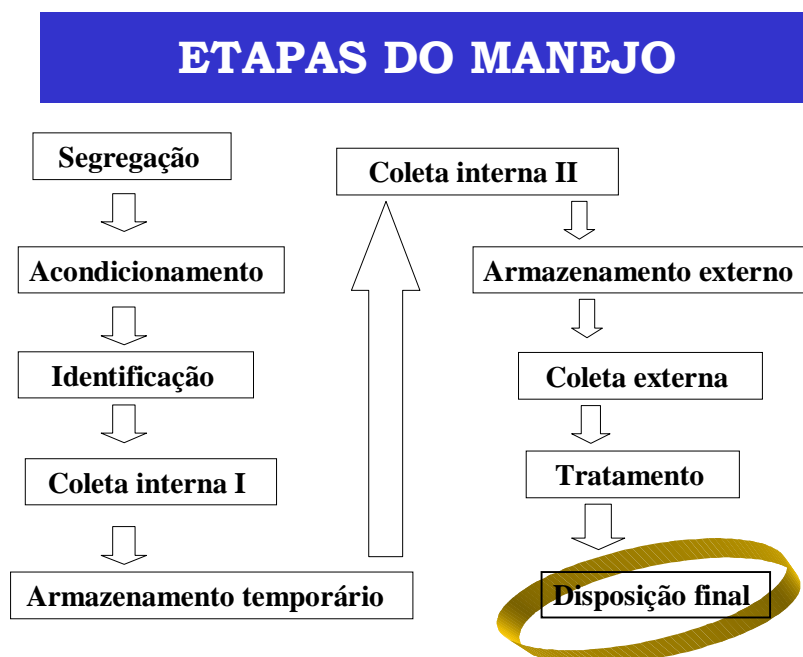 ETAPAS DO MANEJO
Segregação
Acondicionamento
Identificação
Coleta interna I
Armazenamento temporário
Coleta interna II
Armazenamento externo
Coleta externa
Tratamento
Disposição final